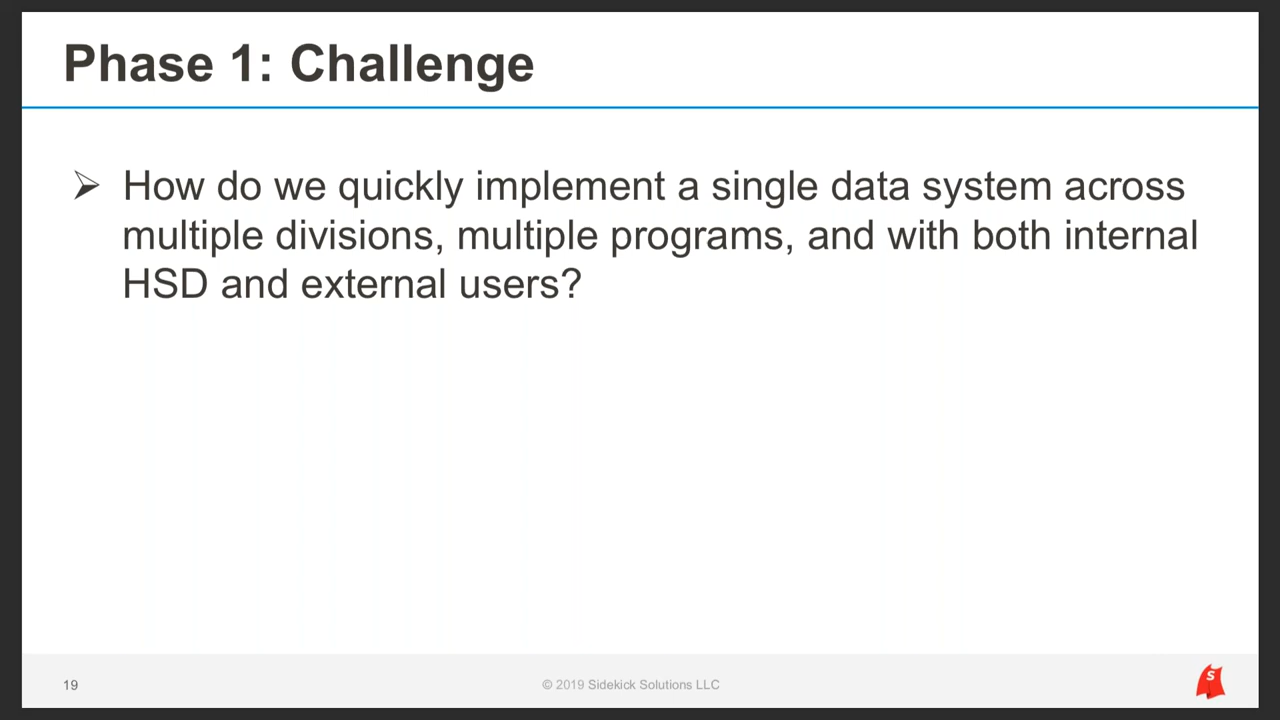 Phase 1: Challenge
➢ How do we quickly implement a single data system across
multiple divisions, multiple programs, and with both internal
HSD and external users?
19
© 2019 Sidekick Solutions LLC
S